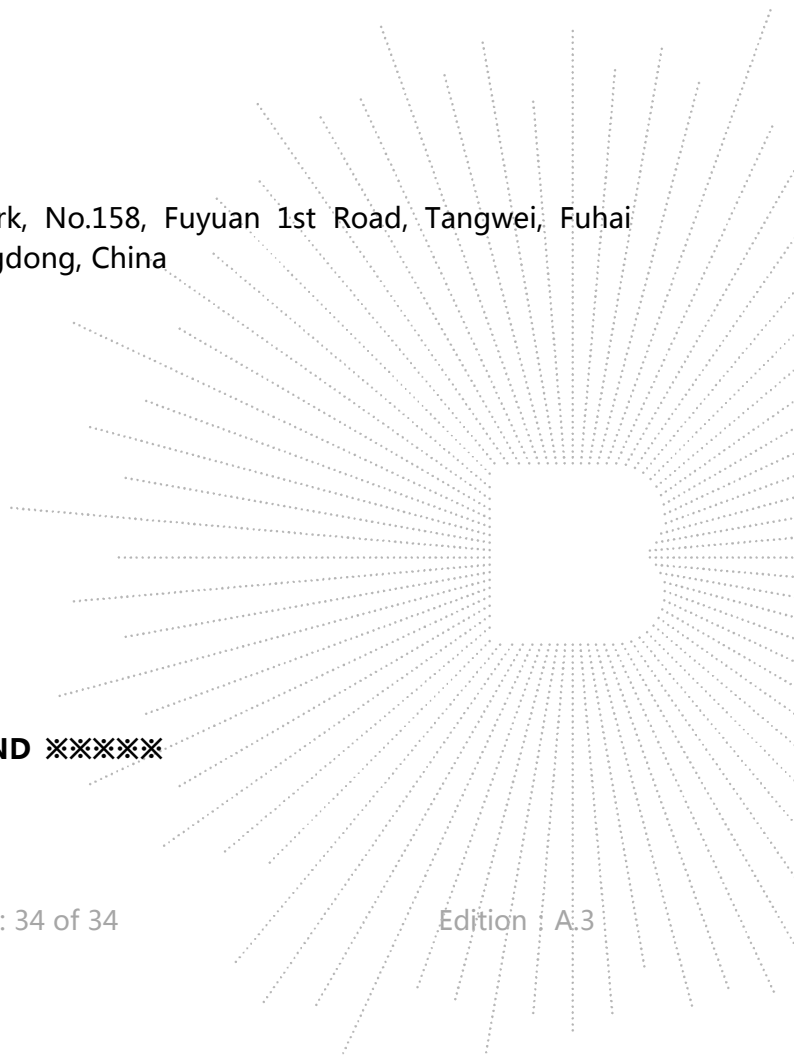 rk, No.158, Fuyuan 1st Road, Tangwei, Fuhai
gdong, China
ND ※※※※※
: 34 of 34 Edition：A.3